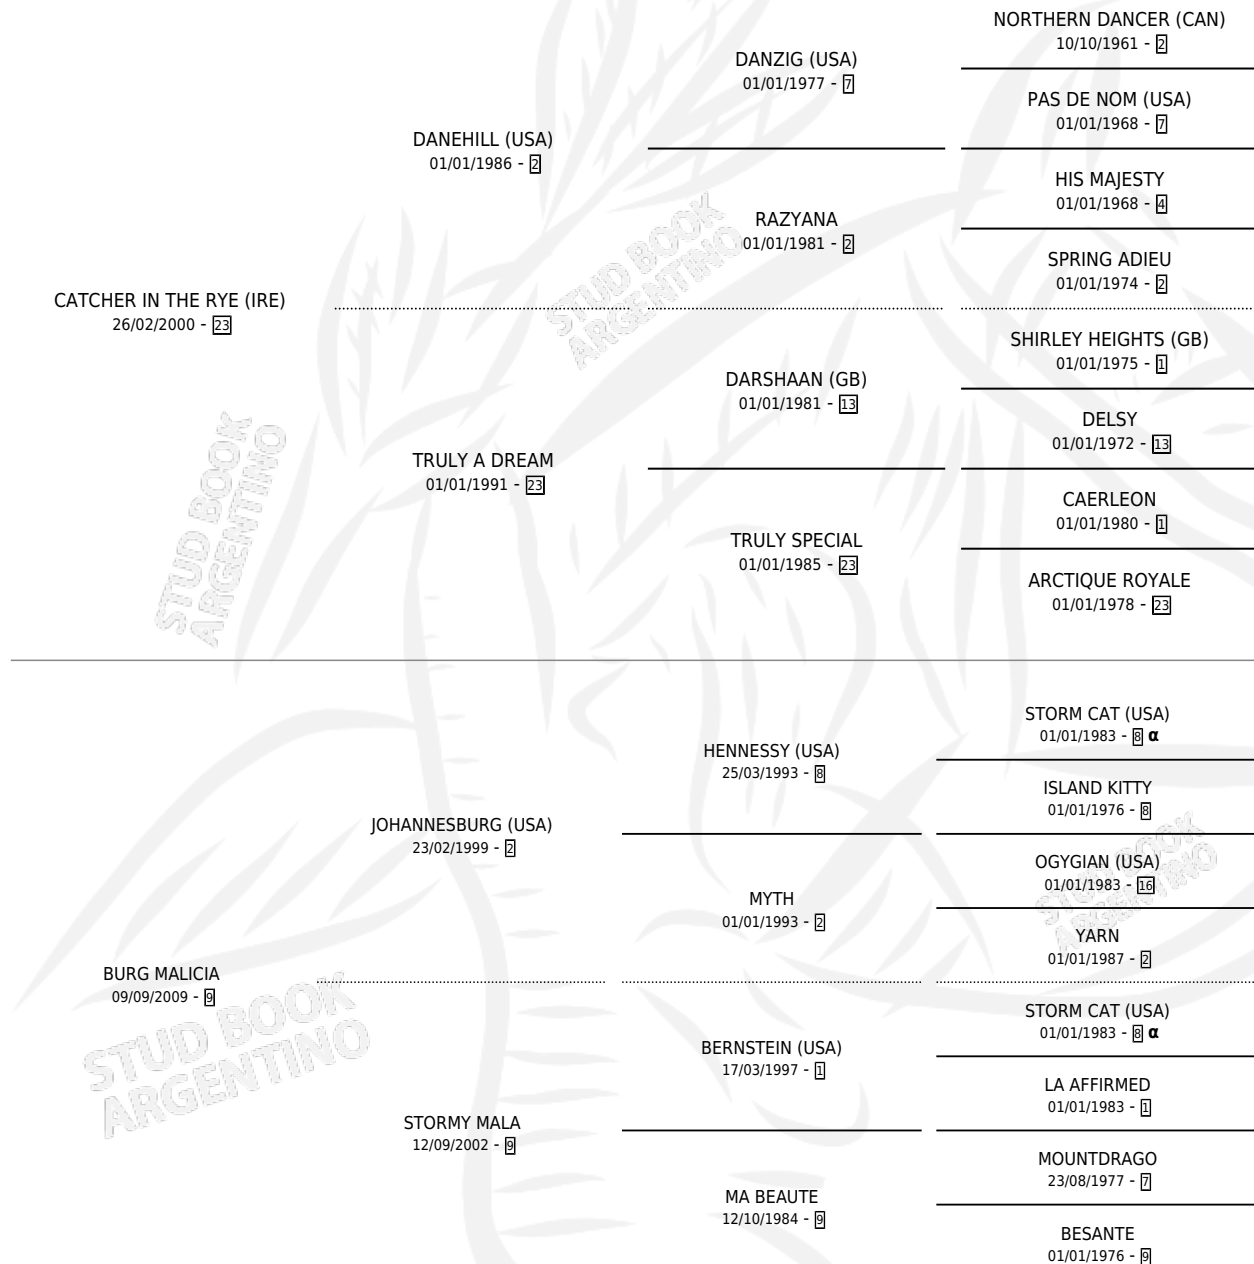 NORTHERN DANCER (CAN)
10/10/1961 - 2
DANZIG (USA)
01/01/1977 - 7
PAS DE NOM (USA)
01/01/1968 - 7
DANEHILL (USA)
01/01/1986 - 2
HIS MAJESTY
01/01/1968 - 4
RAZYANA
01/01/1981 - 2
SPRING ADIEU
01/01/1974 - 2
CATCHER IN THE RYE (IRE)
26/02/2000 - 23
SHIRLEY HEIGHTS (GB)
01/01/1975 - 1
DARSHAAN (GB)
01/01/1981 - 13
DELSY
01/01/1972 - 13
TRULY A DREAM
01/01/1991 - 23
CAERLEON
01/01/1980 - 1
TRULY SPECIAL
01/01/1985 - 23
ARCTIQUE ROYALE
01/01/1978 - 23
STORM CAT (USA)
01/01/1983 - 8 α
HENNESSY (USA)
25/03/1993 - 8
ISLAND KITTY
01/01/1976 - 8
JOHANNESBURG (USA)
23/02/1999 - 2
OGYGIAN (USA)
01/01/1983 - 16
MYTH
01/01/1993 - 2
YARN
01/01/1987 - 2
BURG MALICIA
09/09/2009 - 9
STORM CAT (USA)
01/01/1983 - 8 α
BERNSTEIN (USA)
17/03/1997 - 1
LA AFFIRMED
01/01/1983 - 1
STORMY MALA
12/09/2002 - 9
MOUNTDRAGO
23/08/1977 - 7
MA BEAUTE
12/10/1984 - 9
BESANTE
01/01/1976 - 9
STUD BOOK
ARGENTINO
STUD BOOK
ARGENTINO
STUD BOOK
ARGENTINO
STUD BOOK
ARGENTINO